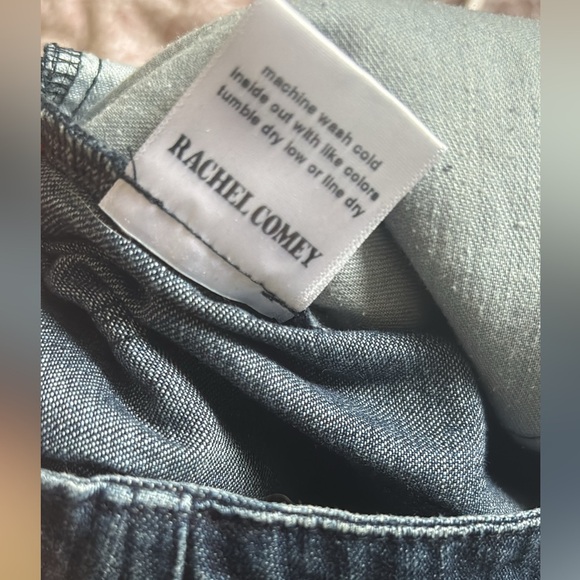 machine wash cold
inside out with like colors
tumble dry low or line dry
RACHEL COMEY